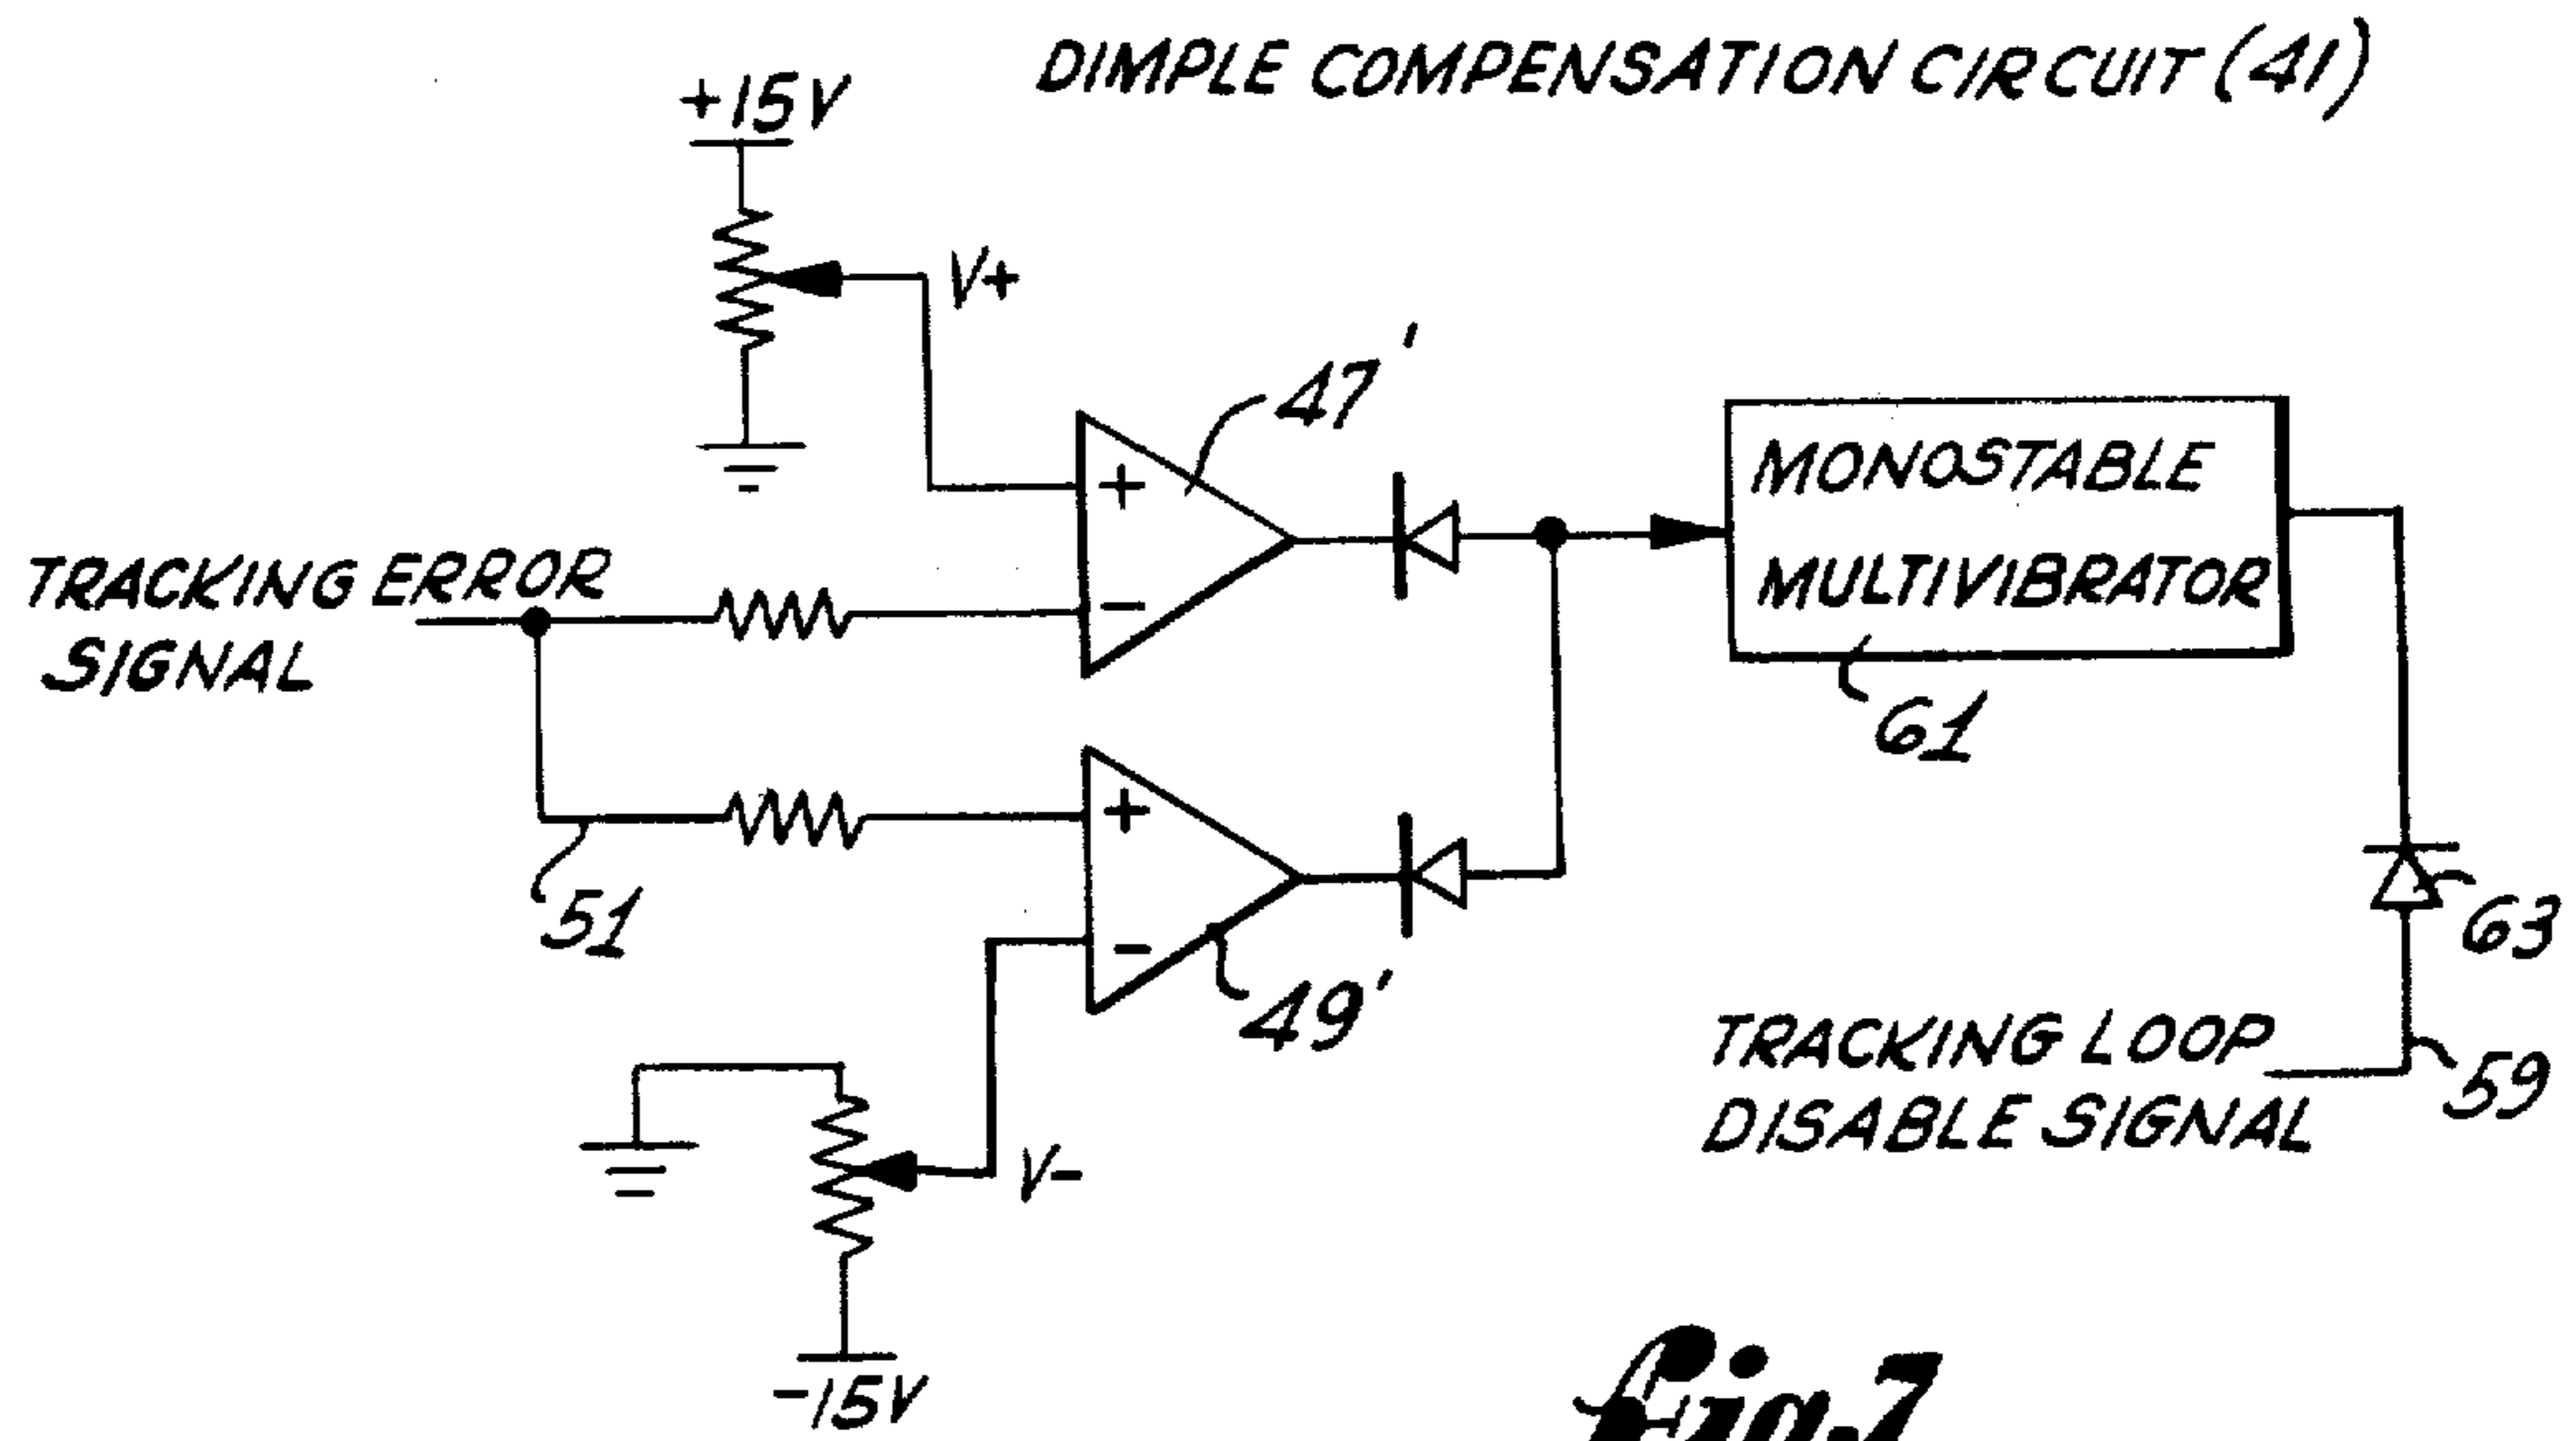 DIMPLE COMPENSATION CIRCUIT (41)
+15V
V+
47'
+
-
MONOSTABLE
MULTIVIBRATOR
61
TRACKING ERROR
SIGNAL
51
+
-
49'
63
TRACKING LOOP
DISABLE SIGNAL
59
V-
-15V
Fig.7